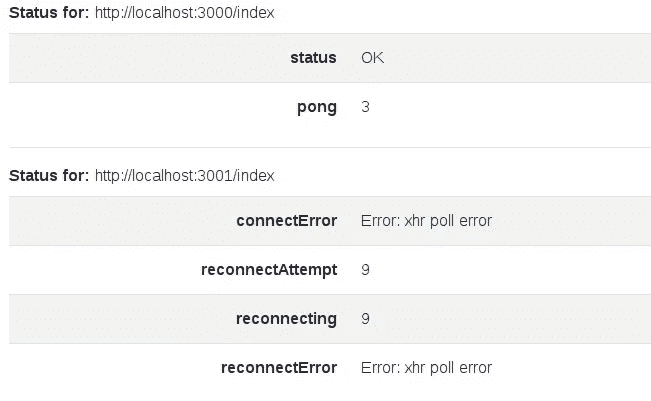 Status for: http://localhost:3000/index
status OK
pong 3
Status for: http://localhost:3001/index
connectError Error: xhr poll error
reconnectAttempt 9
reconnecting 9
reconnectError Error: xhr poll error